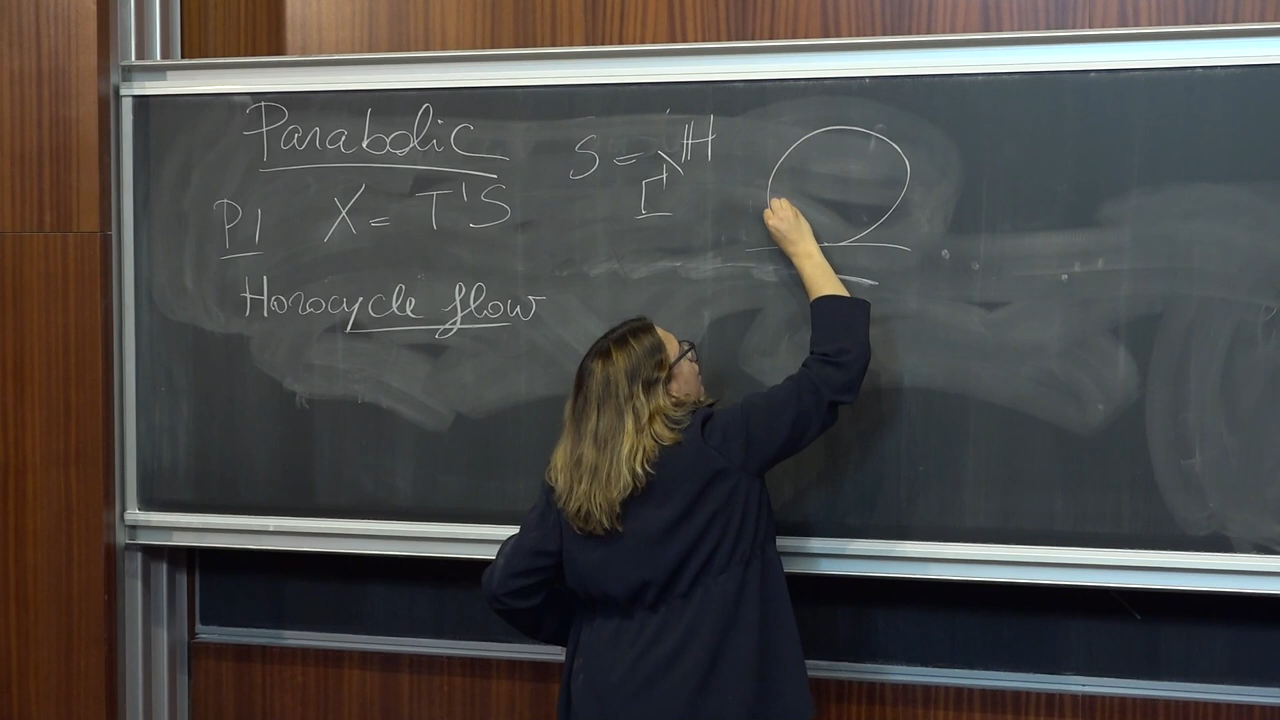 Parabolic
S = Γ\ℍ
P1 X = T¹S
Horocycle flow